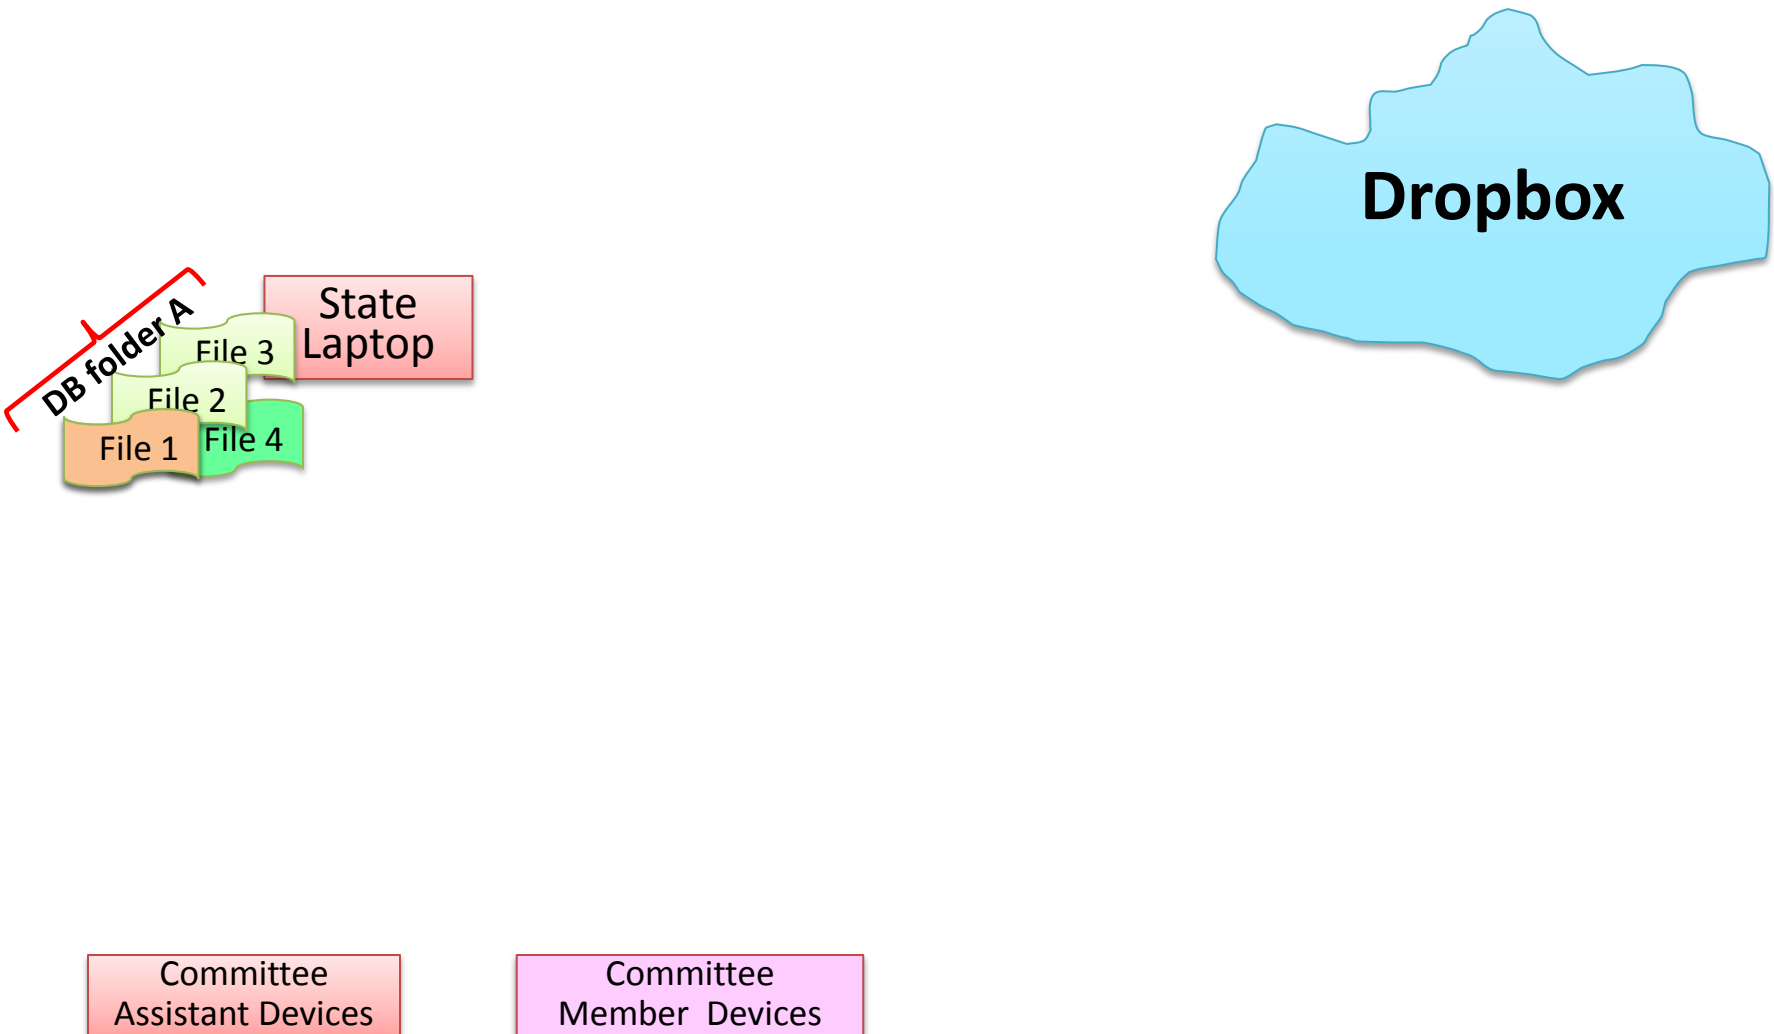 Dropbox
State
Laptop
DB folder A
File 3
File 2
File 1
File 4
Committee
Assistant Devices
Committee
Member  Devices